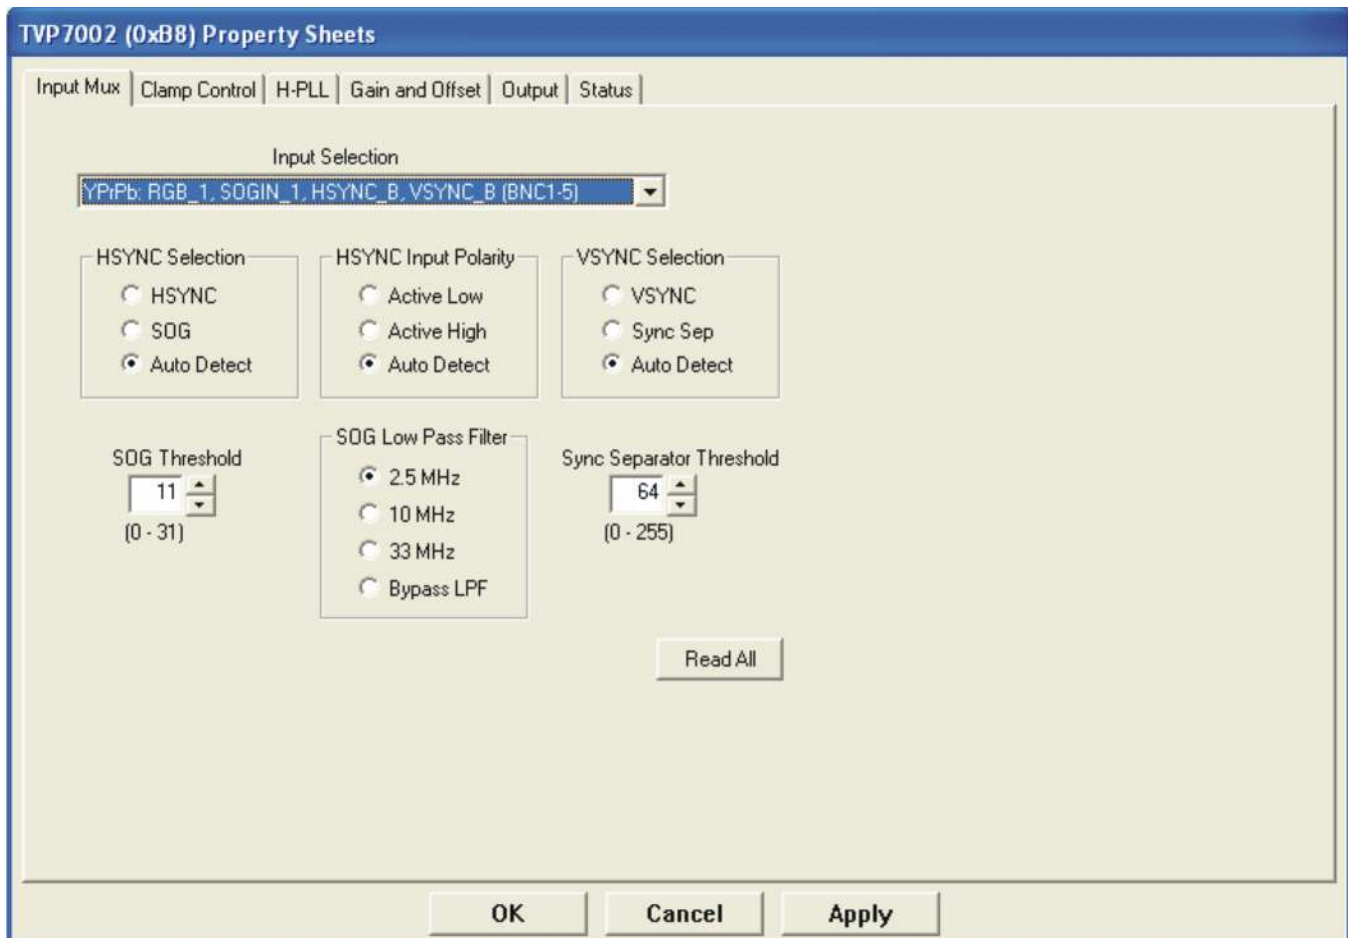 TVP7002 (0xB8) Property Sheets
Input Mux Clamp Control H-PLL Gain and Offset Output Status
Input Selection
YPrPb: RGB_1, SOGIN_1, HSYNC_B, VSYNC_B (BNC1-5)
HSYNC Selection
HSYNC
SOG
Auto Detect
HSYNC Input Polarity
Active Low
Active High
Auto Detect
VSYNC Selection
VSYNC
Sync Sep
Auto Detect
SOG Threshold
11
(0 - 31)
SOG Low Pass Filter
2.5 MHz
10 MHz
33 MHz
Bypass LPF
Sync Separator Threshold
64
(0 - 255)
Read All
OK Cancel Apply